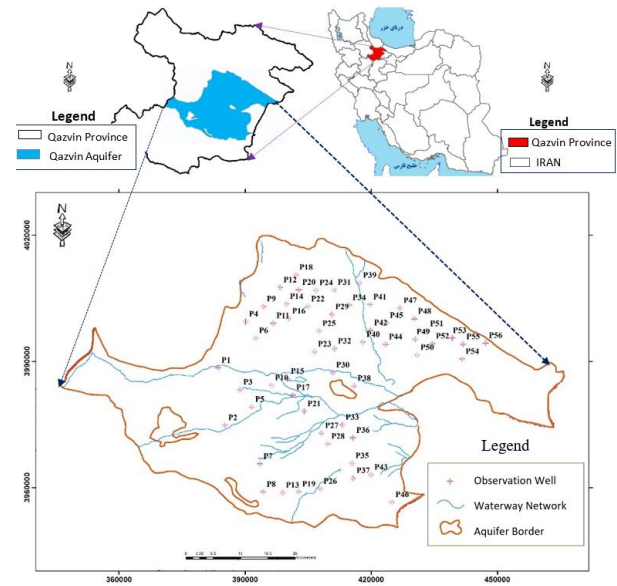 دریای خزر
N
N
Legend
Qazvin Province
Qazvin Aquifer
Legend
Qazvin Province
IRAN
خلیج فارس
N
4020000
3990000
3960000
360000
390000
420000
450000
P18
P39
P12
P20
P24
P31
P9
P14
P22
P34
P41
P47
P4
P11
P16
P29
P45
P48
P6
P25
P42
P51
P49
P52
P53
P56
P23
P32
P40
P44
P50
P54
P1
P15
P30
P10
P3
P17
P38
P5
P21
P2
P33
P27
P36
P28
P7
P35
P37
P43
P8
P13
P19
P26
P46
Legend
Observation Well
Waterway Network
Aquifer Border